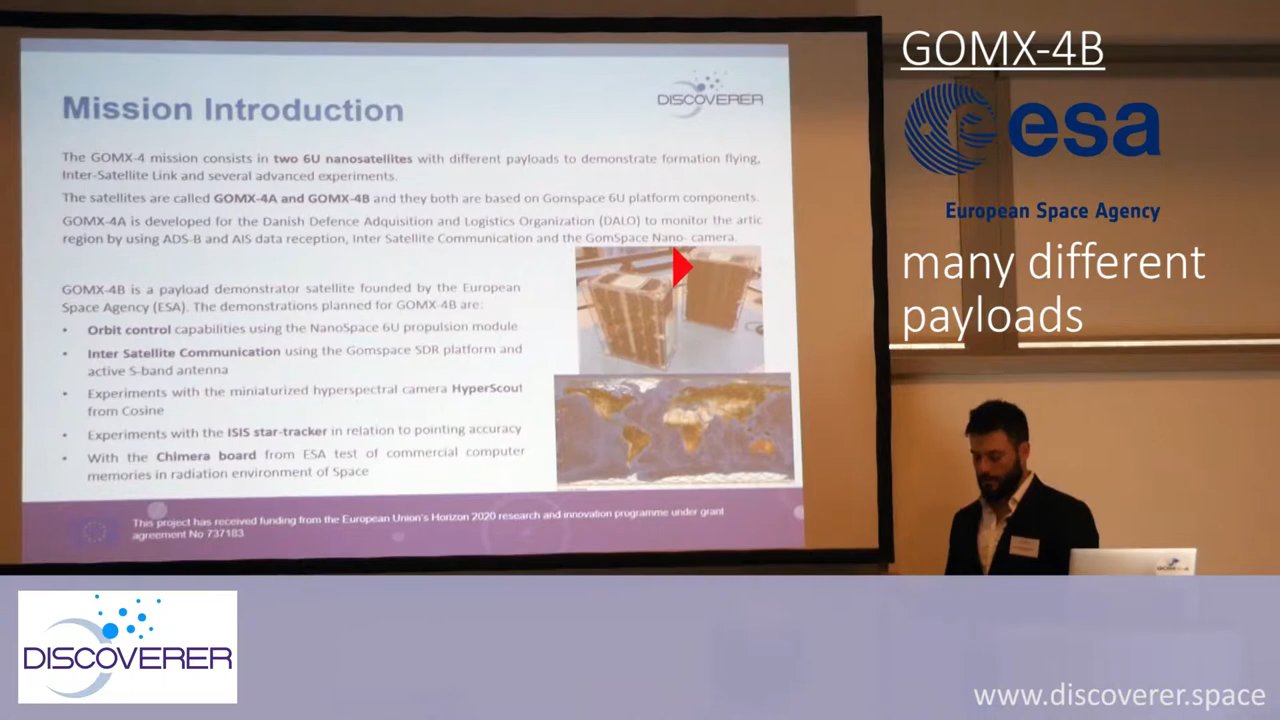 Mission Introduction
DISCOVERER
The GOMX-4 mission consists in two 6U nanosatellites with different payloads to demonstrate formation flying,
Inter-Satellite Link and several advanced experiments.
The satellites are called GOMX-4A and GOMX-4B and they both are based on Gomspace 6U platform components.
GOMX-4A is developed for the Danish Defence Adquisition and Logistics Organization (DALO) to monitor the artic
region by using ADS-B and AIS data reception, Inter Satellite Communication and the GomSpace Nano- camera.
GOMX-4B is a payload demonstrator satellite founded by the European
Space Agency (ESA). The demonstrations planned for GOMX-4B are:
• Orbit control capabilities using the NanoSpace 6U propulsion module
• Inter Satellite Communication using the Gomspace SDR platform and
active S-band antenna
• Experiments with the miniaturized hyperspectral camera HyperScout
from Cosine
• Experiments with the ISIS star-tracker in relation to pointing accuracy
• With the Chimera board from ESA test of commercial computer
memories in radiation environment of Space
This project has received funding from the European Union's Horizon 2020 research and innovation programme under grant
agreement No 737183
GOMX-4B
esa
European Space Agency
many different
payloads
DISCOVERER
www.discoverer.space